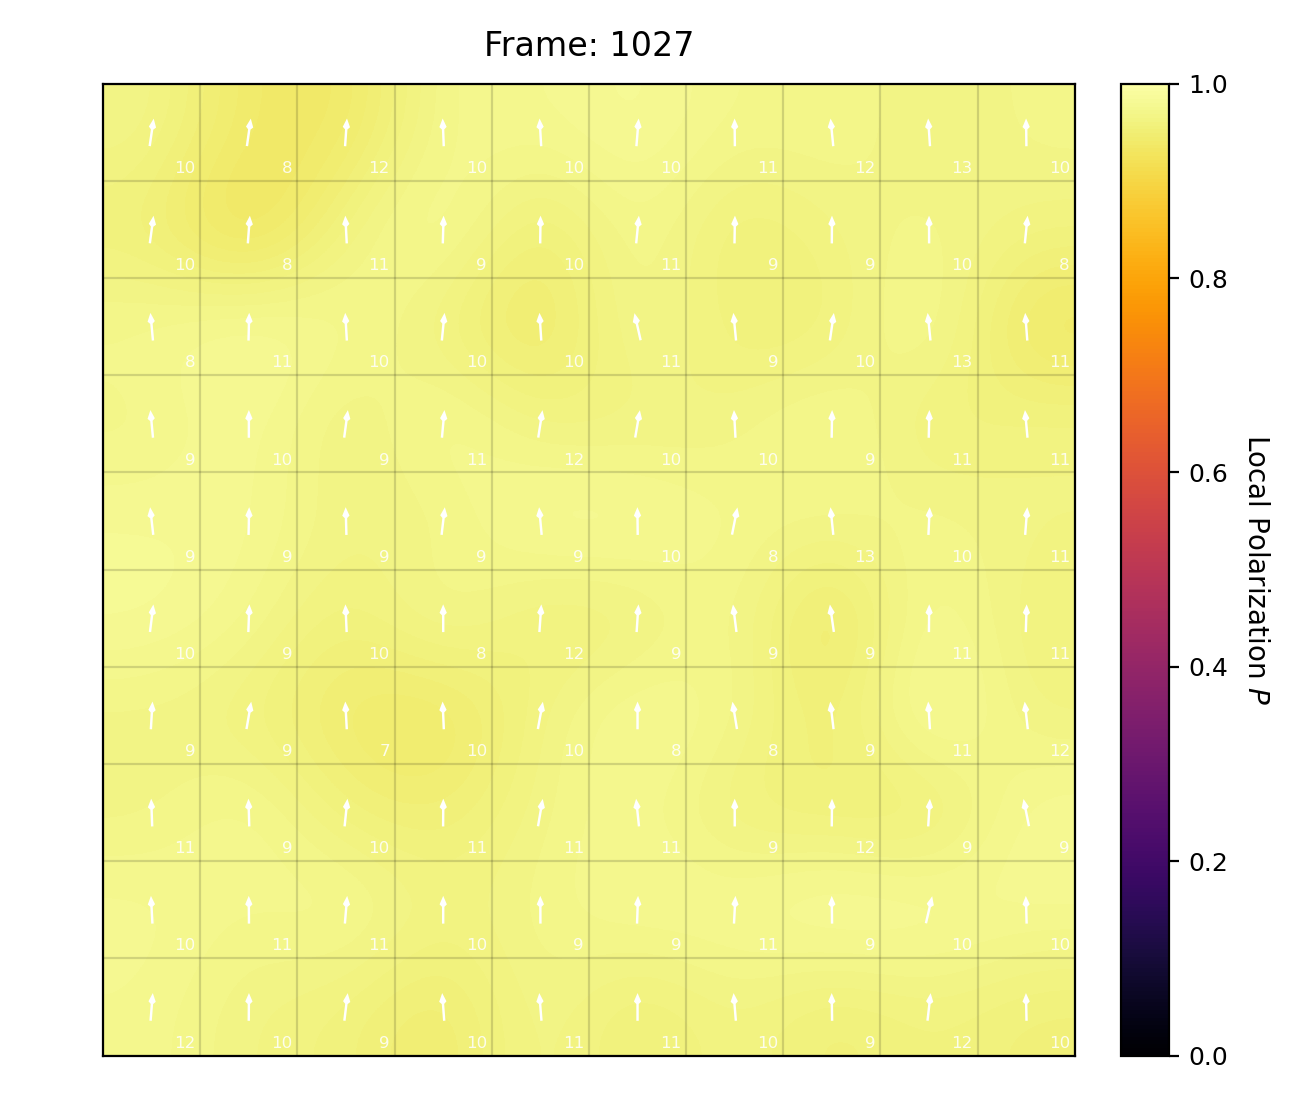 Frame: 1027
10 8 12 10 10 10 11 12 13 10
10 8 11 9 10 11 9 9 10 8
8 11 10 10 10 11 9 10 13 11
9 10 9 11 12 10 10 9 11 11
9 9 9 9 9 10 8 13 10 11
10 9 10 8 12 9 9 9 11 11
9 9 7 10 10 8 8 9 11 12
11 9 10 11 11 11 9 12 9 9
10 11 11 10 9 9 11 9 10 10
12 10 9 10 11 11 10 9 12 10
1.0
0.8
0.6
0.4
0.2
0.0
Local Polarization P